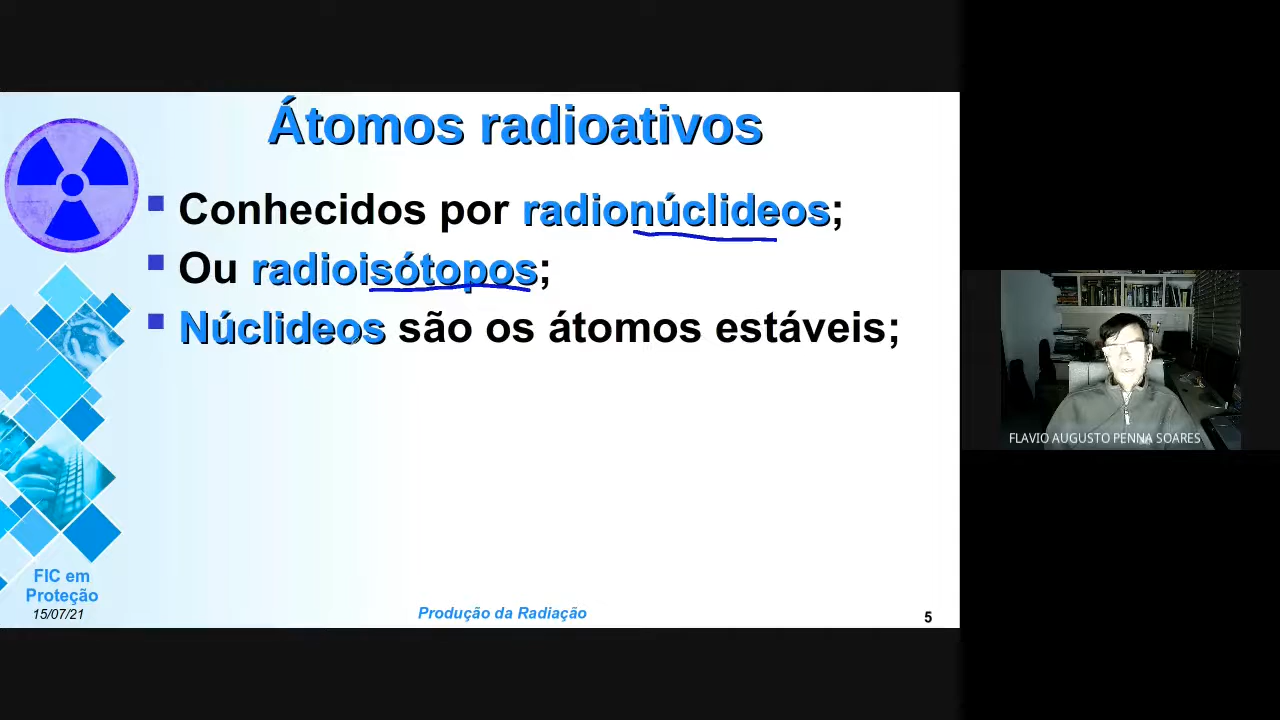 Átomos radioativos
Conhecidos por radionúclideos;
Ou radioisótopos;
Núclideos são os átomos estáveis;
FIC em
Proteção
15/07/21
Produção da Radiação
5
FLAVIO AUGUSTO PENNA SOARES